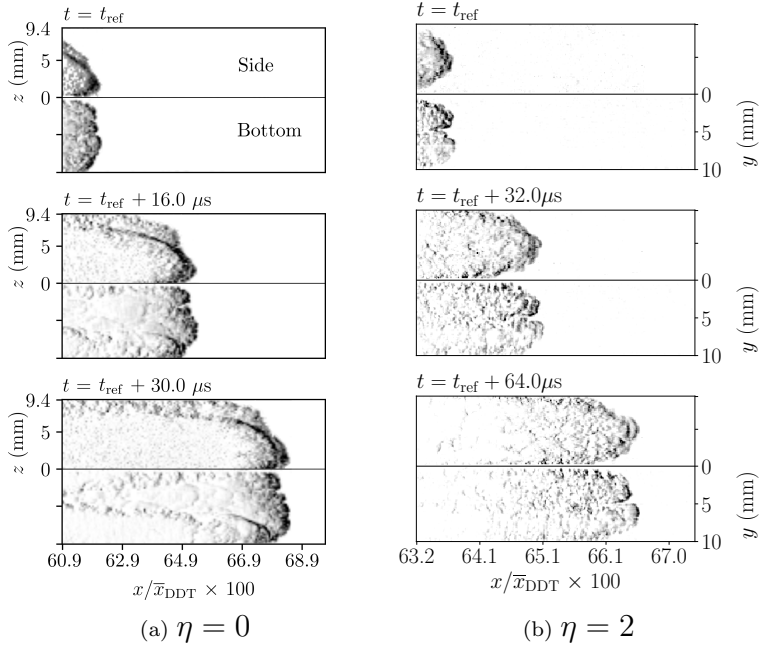 t = t_ref
9.4
5
0
z (mm)
Side
Bottom
t = t_ref + 16.0 μs
9.4
5
0
z (mm)
t = t_ref + 30.0 μs
9.4
5
0
z (mm)
60.9 62.9 64.9 66.9 68.9
x/x̅_DDT × 100
(a) η = 0
t = t_ref
0
5
10
y (mm)
t = t_ref + 32.0μs
0
5
10
y (mm)
t = t_ref + 64.0μs
0
5
10
y (mm)
63.2 64.1 65.1 66.1 67.0
x/x̅_DDT × 100
(b) η = 2